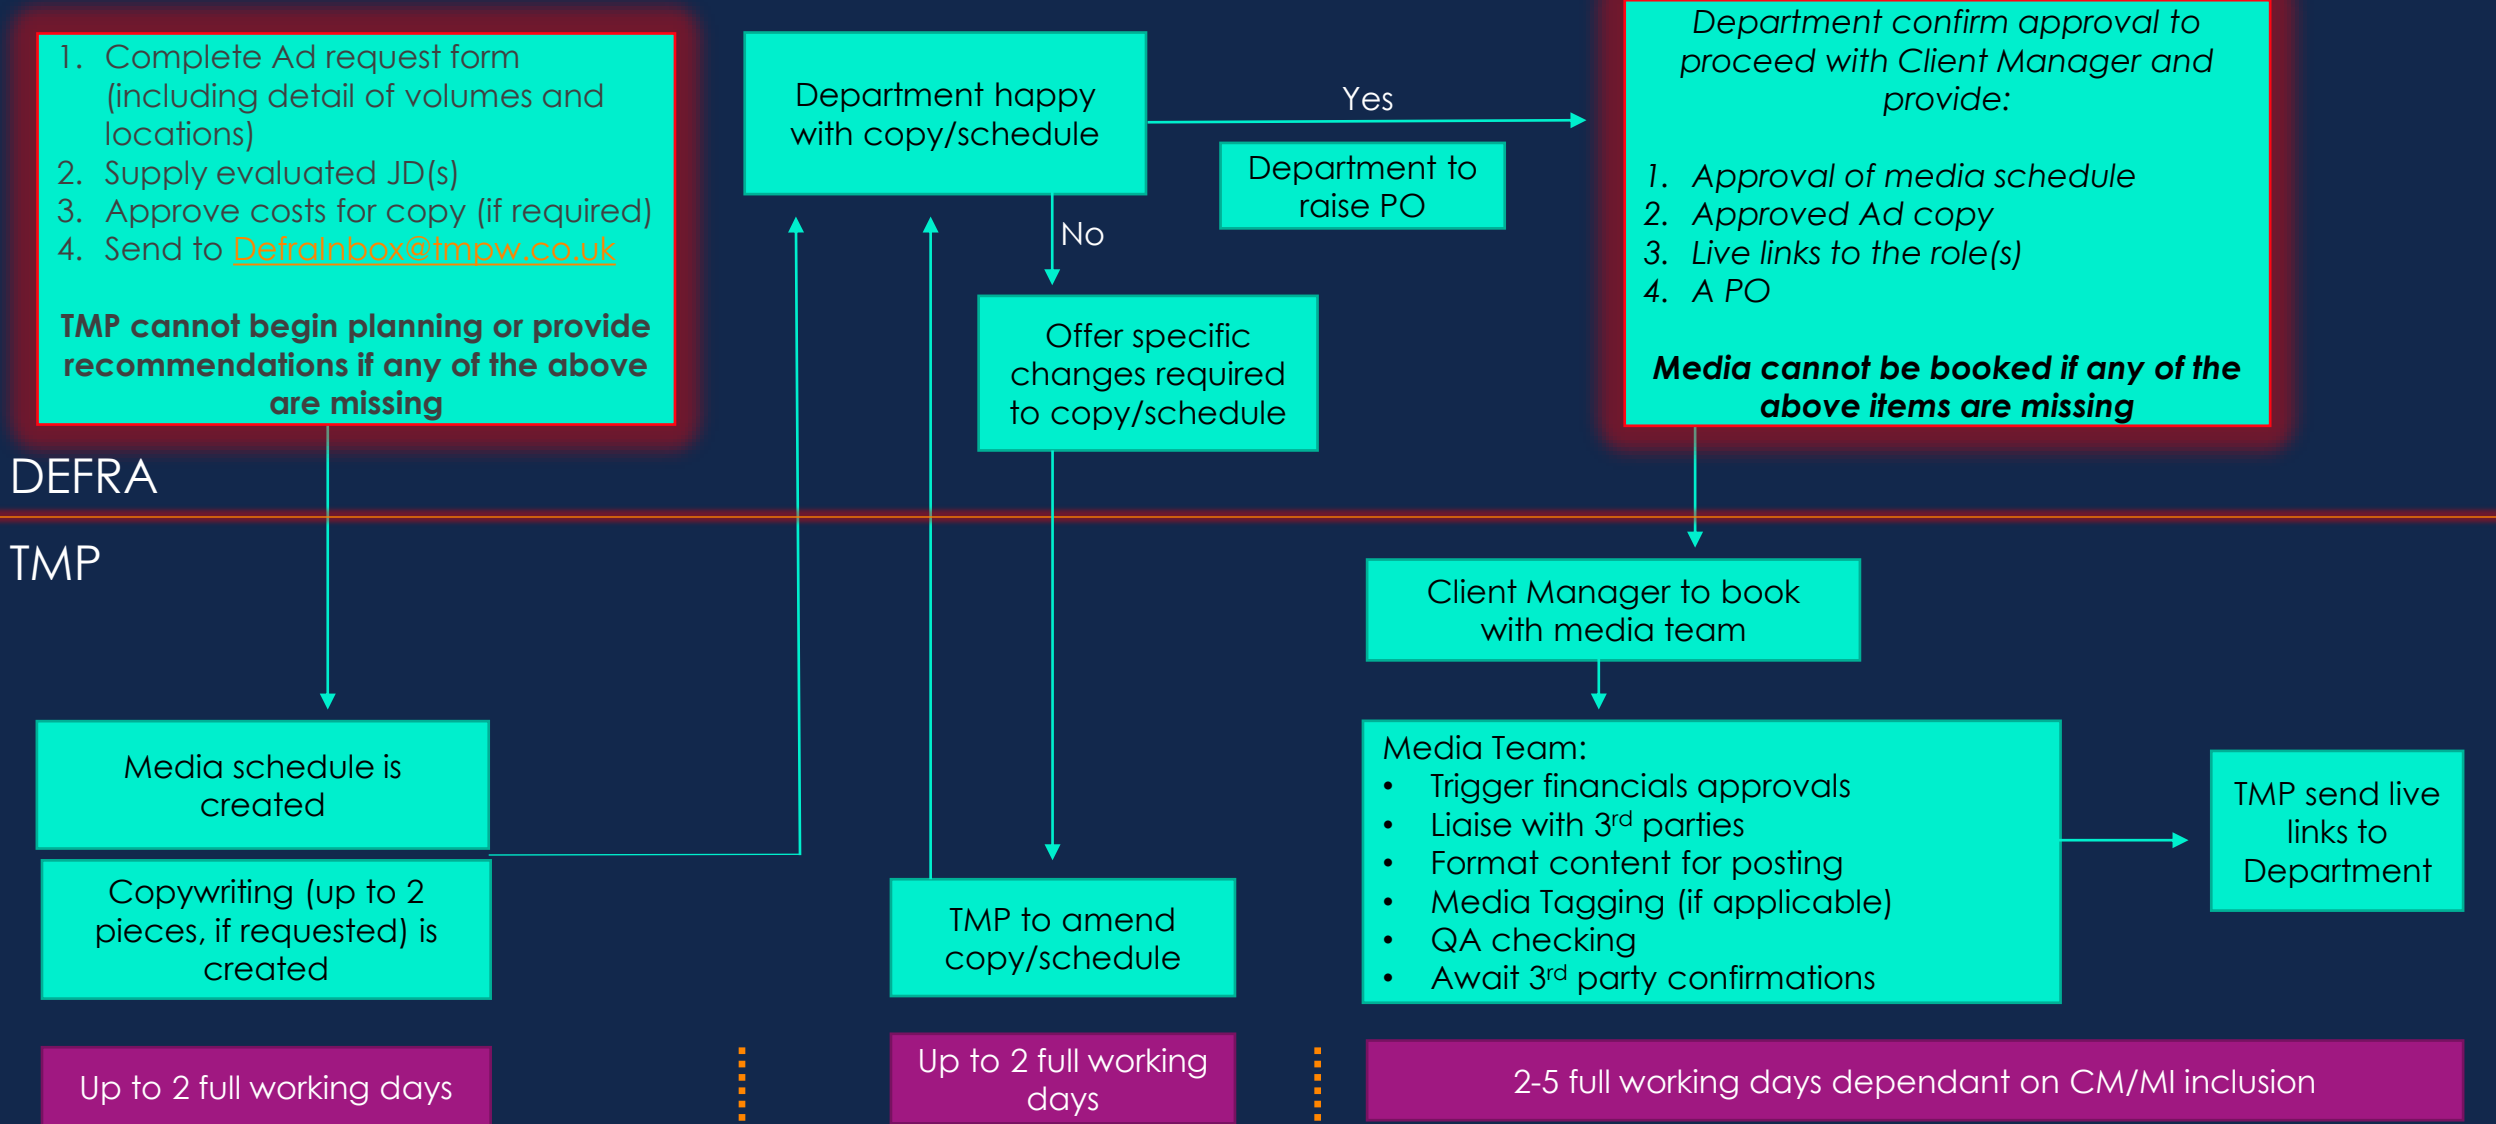 1. Complete Ad request form
(including detail of volumes and
locations)
2. Supply evaluated JD(s)
3. Approve costs for copy (if required)
4. Send to DefraInbox@tmpw.co.uk
TMP cannot begin planning or provide
recommendations if any of the above
are missing
Department happy
with copy/schedule
Yes
Department to
raise PO
No
Offer specific
changes required
to copy/schedule
Department confirm approval to
proceed with Client Manager and
provide:
1. Approval of media schedule
2. Approved Ad copy
3. Live links to the role(s)
4. A PO
Media cannot be booked if any of the
above items are missing
DEFRA
TMP
Media schedule is
created
Copywriting (up to 2
pieces, if requested) is
created
TMP to amend
copy/schedule
Client Manager to book
with media team
Media Team:
• Trigger financials approvals
• Liaise with 3rd parties
• Format content for posting
• Media Tagging (if applicable)
• QA checking
• Await 3rd party confirmations
TMP send live
links to
Department
Up to 2 full working days
Up to 2 full working
days
2-5 full working days dependant on CM/MI inclusion